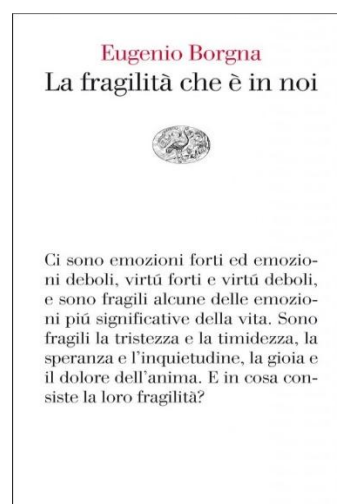 Eugenio Borgna
La fragilità che è in noi
Ci sono emozioni forti ed emozio-
ni deboli, virtú forti e virtú deboli,
e sono fragili alcune delle emozio-
ni piú significative della vita. Sono
fragili la tristezza e la timidezza, la
speranza e l'inquietudine, la gioia e
il dolore dell'anima. E in cosa con-
siste la loro fragilità?